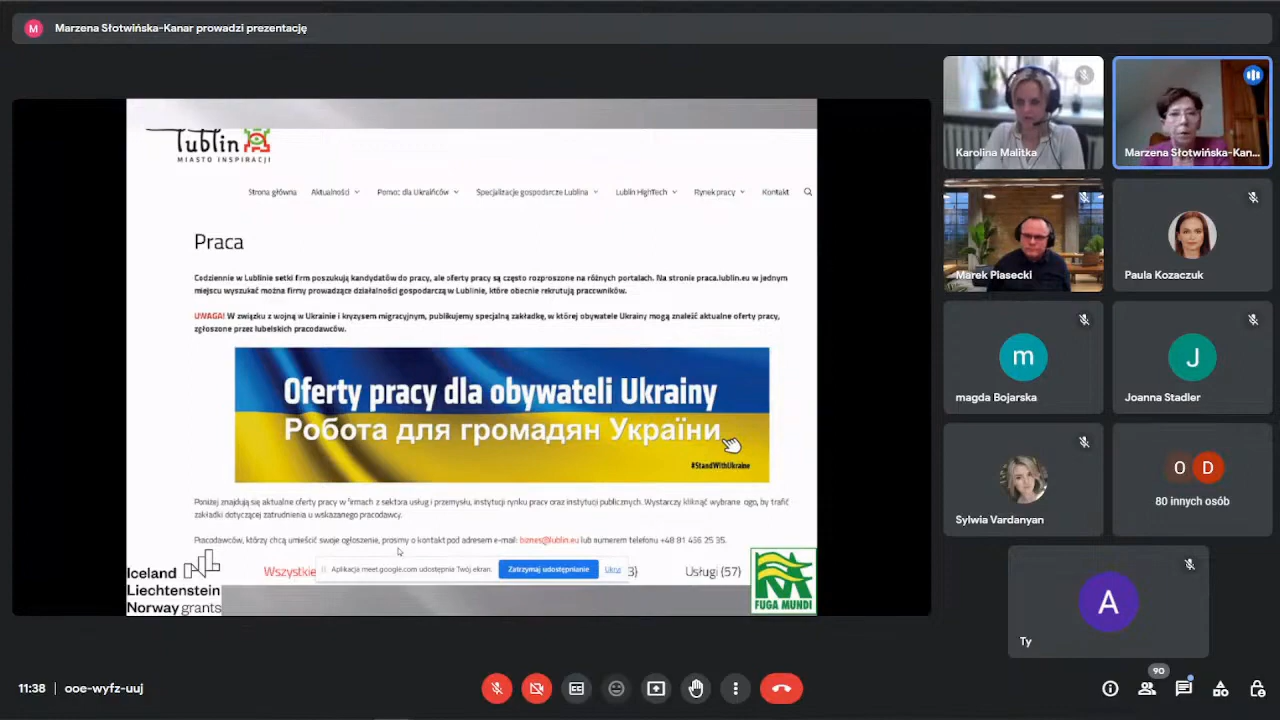 M Marzena Słotwińska-Kanar prowadzi prezentację
Lublin
MIASTO INSPIRACJI
Strona główna Aktualności Pomoc dla Ukraińców Specjalizacje gospodarcze Lublina Lublin HighTech Rynek pracy Kontakt
Praca
Codziennie w Lublinie setki firm poszukują kandydatów do pracy, ale oferty pracy są często rozproszone na różnych portalach. Na stronie praca.lublin.eu w jednym
miejscu wyszukać można firmy prowadzące działalności gospodarczą w Lublinie, które obecnie rekrutują pracowników.
UWAGA! W związku z wojną w Ukrainie i kryzysem migracyjnym, publikujemy specjalną zakładkę, w której obywatele Ukrainy mogą znaleźć aktualne oferty pracy,
zgłoszone przez lubelskich pracodawców.
Oferty pracy dla obywateli Ukrainy
Робота для громадян України
#StandWithUkraine
Poniżej znajdują się aktualne oferty pracy w firmach z sektora usług i przemysłu, instytucji rynku pracy oraz instytucji publicznych. Wystarczy kliknąć wybrane logo, by trafić
zakładki dotyczącej zatrudnienia u wskazanego pracodawcy.
Pracodawców, którzy chcą umieścić swoje ogłoszenie, prosimy o kontakt pod adresem e-mail: biznes@lublin.eu lub numerem telefonu +48 81 466 25 35.
Wszystkie
3)
Usługi (57)
Aplikacja meet.google.com udostępnia Twój ekran. Zatrzymaj udostępnianie Ukryj
Iceland
Liechtenstein
Norway grants
FUGA MUNDI
Karolina Malitka
Marzena Słotwińska-Kan...
Marek Piasecki
Paula Kozaczuk
m
magda Bojarska
J
Joanna Stadler
Sylwia Vardanyan
O D
80 innych osób
A
Ty
11:38 | ooe-wyfz-uuj
90